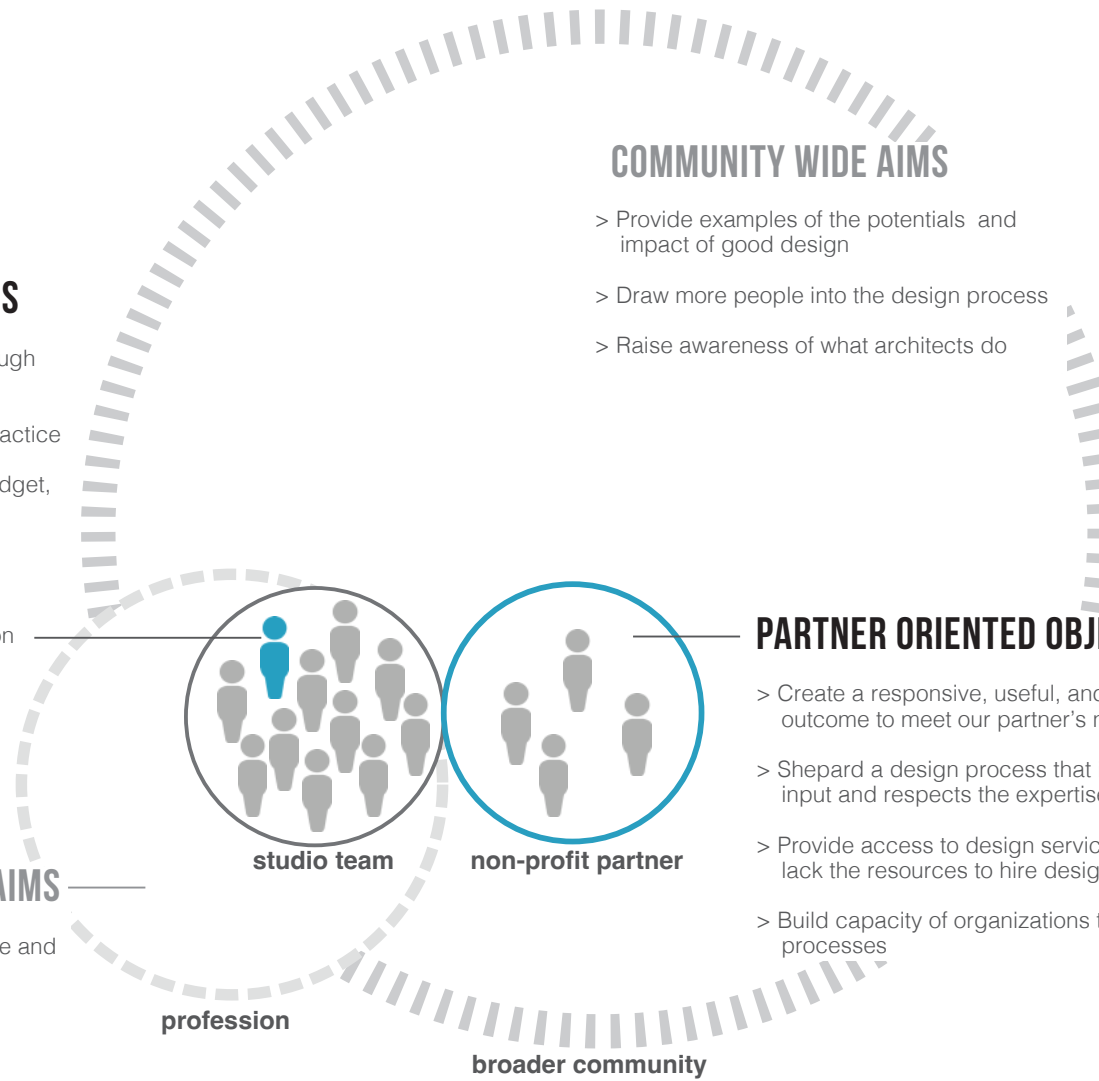 COMMUNITY WIDE AIMS
> Provide examples of the potentials and
impact of good design
> Draw more people into the design process
> Raise awareness of what architects do
S
ugh
actice
dget,
on
PARTNER ORIENTED OBJ
> Create a responsive, useful, and
outcome to meet our partner's
> Shepard a design process that
input and respects the expertise
> Provide access to design servic
lack the resources to hire desig
> Build capacity of organizations
processes
studio team
non-profit partner
AIMS
e and
profession
broader community